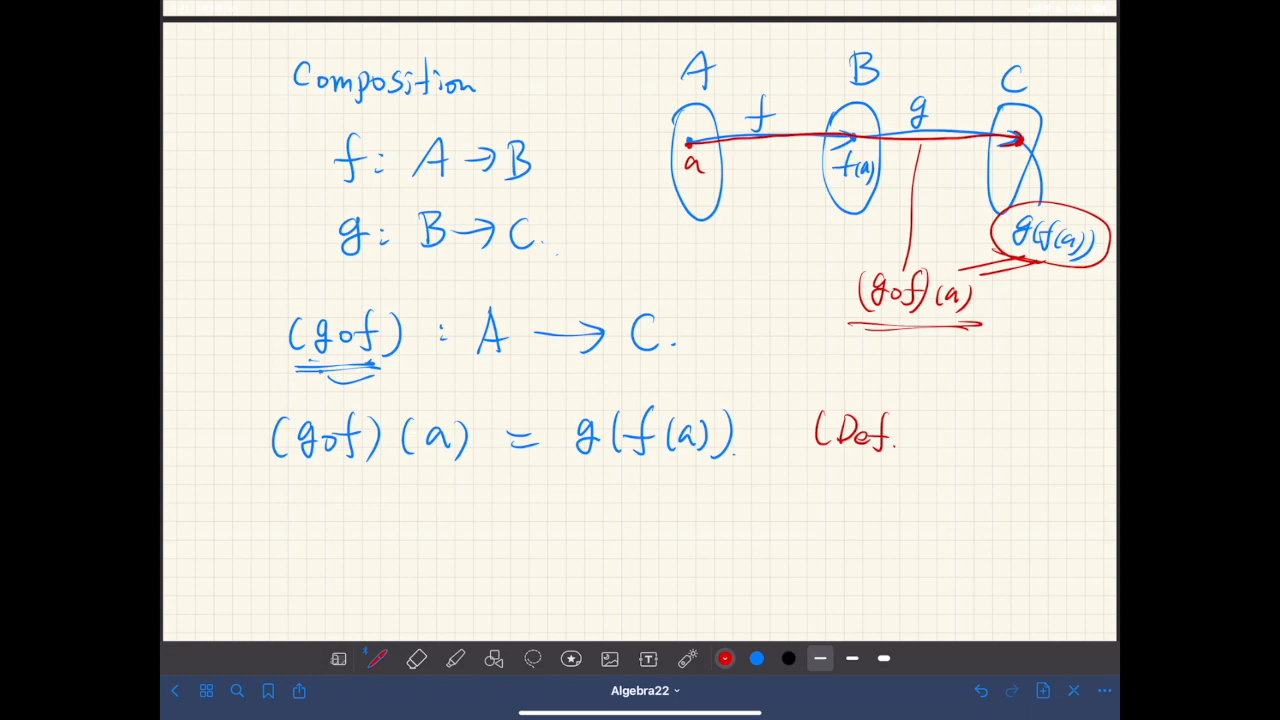 Composition
f : A → B
g : B → C.
(g∘f) : A → C.
(g∘f)(a) = g(f(a)).
(Def.
A B C
f g
a f(a)
g(f(a))
(g∘f)(a)
T
Algebra22